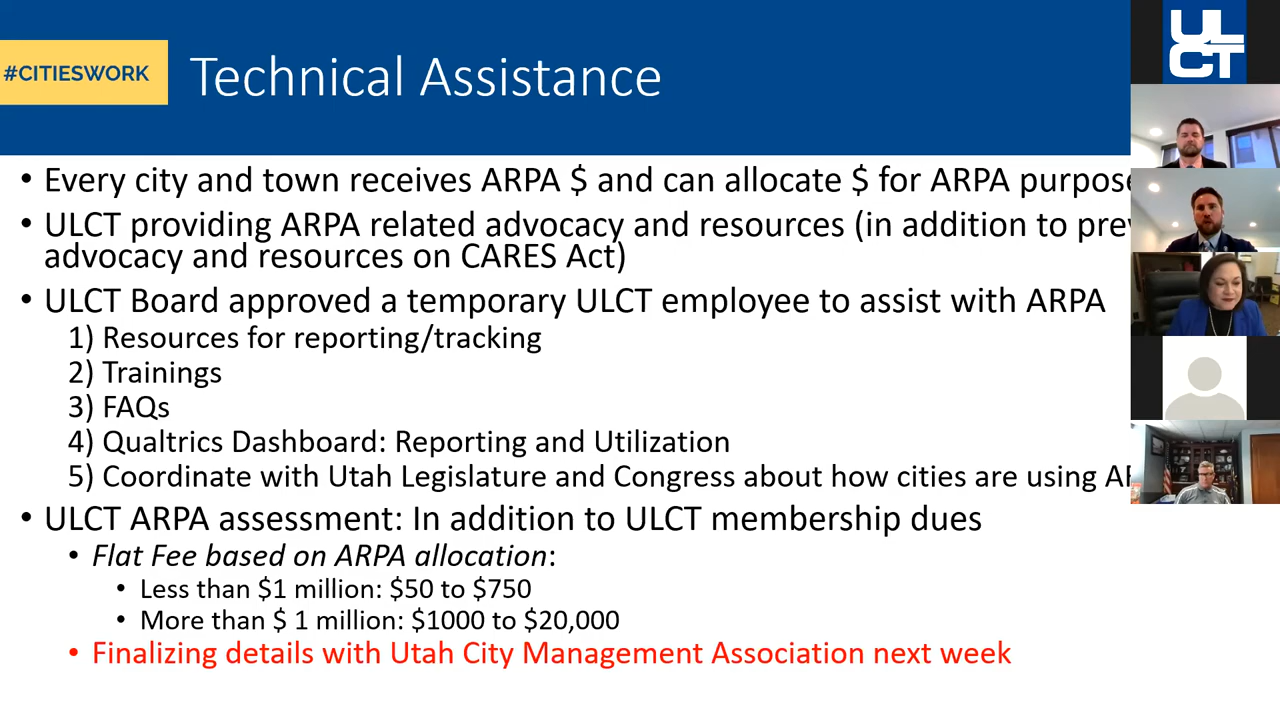 #CITIESWORK
Technical Assistance
ULCT
• Every city and town receives ARPA $ and can allocate $ for ARPA purpose
• ULCT providing ARPA related advocacy and resources (in addition to
advocacy and resources on CARES Act)
• ULCT Board approved a temporary ULCT employee to assist with ARPA
1) Resources for reporting/tracking
2) Trainings
3) FAQs
4) Qualtrics Dashboard: Reporting and Utilization
5) Coordinate with Utah Legislature and Congress about how cities are using
• ULCT ARPA assessment: In addition to ULCT membership dues
• Flat Fee based on ARPA allocation:
• Less than $1 million: $50 to $750
• More than $ 1 million: $1000 to $20,000
• Finalizing details with Utah City Management Association next week